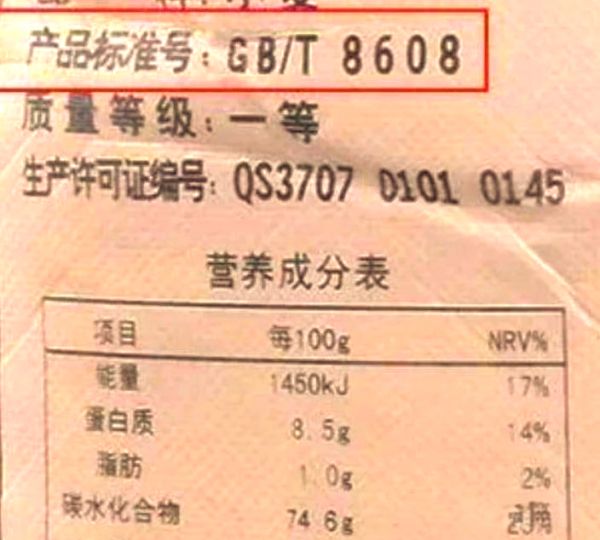 产品标准号：GB/T 8608
质量等级：一等
生产许可证编号：QS3707 0101 0145
营养成分表
项目 每100g NRV%
能量 1450kJ 17%
蛋白质 8.5g 14%
脂肪 1.0g 2%
碳水化合物 74.6g